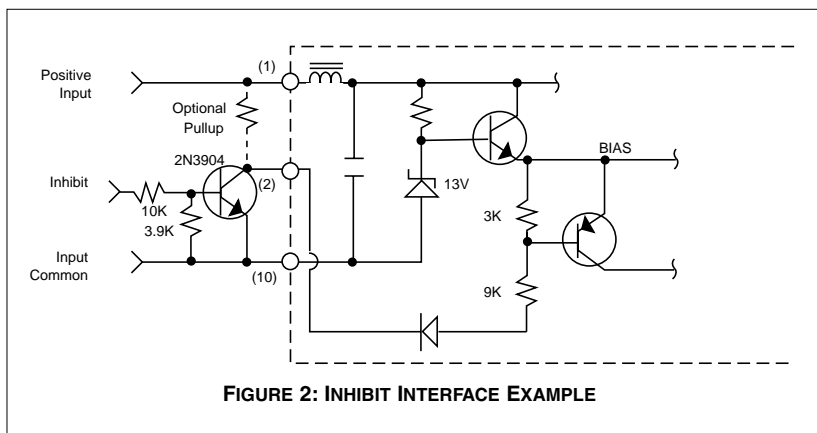 (1)
Positive
Input
Optional
Pullup
2N3904
BIAS
Inhibit
(2)
13V
10K
3.9K
3K
Input
Common
(10)
9K
FIGURE 2: INHIBIT INTERFACE EXAMPLE